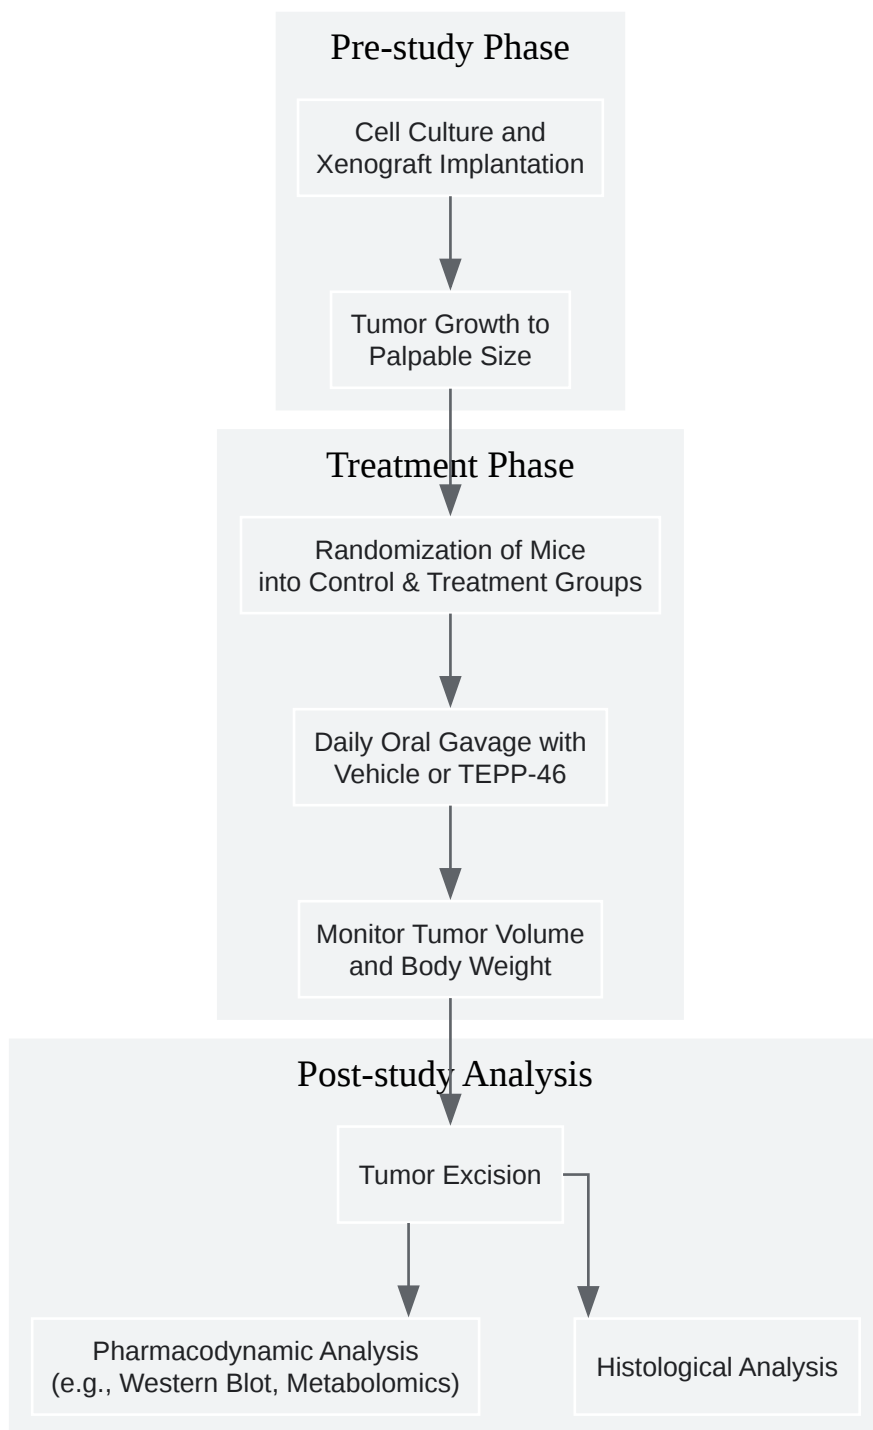 Pre-study Phase
Cell Culture and
Xenograft Implantation
Tumor Growth to
Palpable Size
Treatment Phase
Randomization of Mice
into Control & Treatment Groups
Daily Oral Gavage with
Vehicle or TEPP-46
Monitor Tumor Volume
and Body Weight
Post-study Analysis
Tumor Excision
Pharmacodynamic Analysis
(e.g., Western Blot, Metabolomics)
Histological Analysis